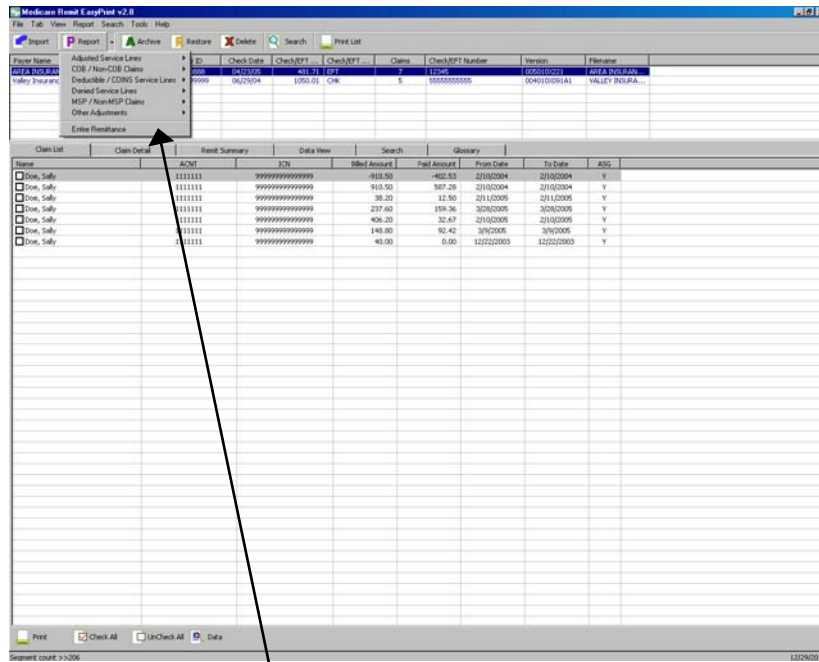 Medicare Remit EasyPrint v2.8
File Tab View Report Search Tools Help
Import Report Archive Restore Delete Search Print List
Payer Name ID Check Date Check/EFT ... Check/EFT ... Claims Check/EFT Number Version Filename
AREA INSURAN 04/23/05 481.71 EFT 7 12345 005010X221 AREA INSURAN...
Valley Insuranc 99999 06/29/04 1050.01 CHK 5 004010X091A1 VALLEY INSURA...
Adjusted Service Lines
COB / Non-COB Claims
Deductible / COINS Service Lines
Denied Service Lines
MSP / Non-MSP Claims
Other Adjustments
Entire Remittance
Claim List Claim Detail Remit Summary Data View Search Glossary
Name ACNT ICN Billed Amount Paid Amount From Date To Date ASG
Doe, Sally 1111111 999999999999999 -910.50 -402.53 2/10/2004 2/10/2004 Y
Doe, Sally 1111111 999999999999999 910.50 587.28 2/10/2004 2/10/2004 Y
Doe, Sally 1111111 999999999999999 38.20 12.50 2/11/2005 2/11/2005 Y
Doe, Sally 1111111 999999999999999 237.60 159.36 3/28/2005 3/28/2005 Y
Doe, Sally 1111111 999999999999999 406.20 32.67 2/10/2005 2/10/2005 Y
Doe, Sally 1111111 999999999999999 148.80 92.42 3/9/2005 3/9/2005 Y
Doe, Sally 1111111 999999999999999 40.00 0.00 12/22/2003 12/22/2003 Y
Print Check All UnCheck All Data
Segment count >>206 12/29/20